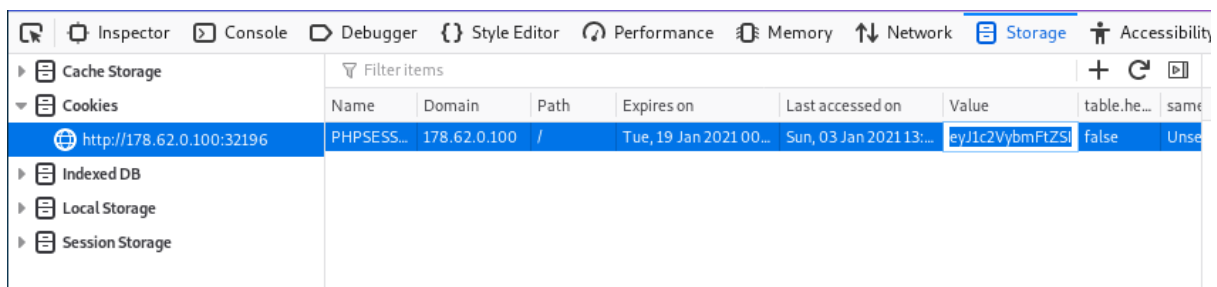 Inspector Console Debugger Style Editor Performance Memory Network Storage Accessibility
Cache Storage
Filter items
Cookies
Name Domain Path Expires on Last accessed on Value table.he... same
http://178.62.0.100:32196
PHPSESS... 178.62.0.100 / Tue, 19 Jan 2021 00... Sun, 03 Jan 2021 13:... eyJ1c2VybmFtZSI false Unse
Indexed DB
Local Storage
Session Storage